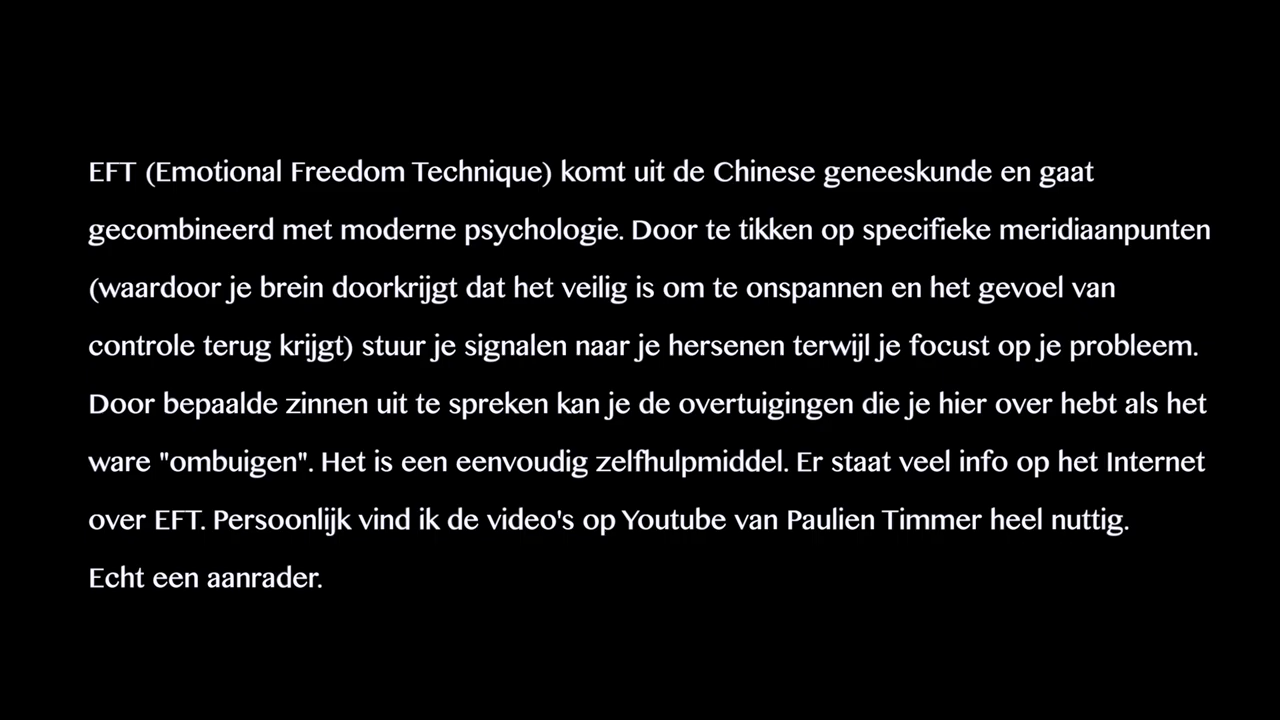 EFT (Emotional Freedom Technique) komt uit de Chinese geneeskunde en gaat
gecombineerd met moderne psychologie. Door te tikken op specifieke meridiaanpunten
(waardoor je brein doorkrijgt dat het veilig is om te onspannen en het gevoel van
controle terug krijgt) stuur je signalen naar je hersenen terwijl je focust op je probleem.
Door bepaalde zinnen uit te spreken kan je de overtuigingen die je hier over hebt als het
ware "ombuigen". Het is een eenvoudig zelfhulpmiddel. Er staat veel info op het Internet
over EFT. Persoonlijk vind ik de video's op Youtube van Paulien Timmer heel nuttig.
Echt een aanrader.